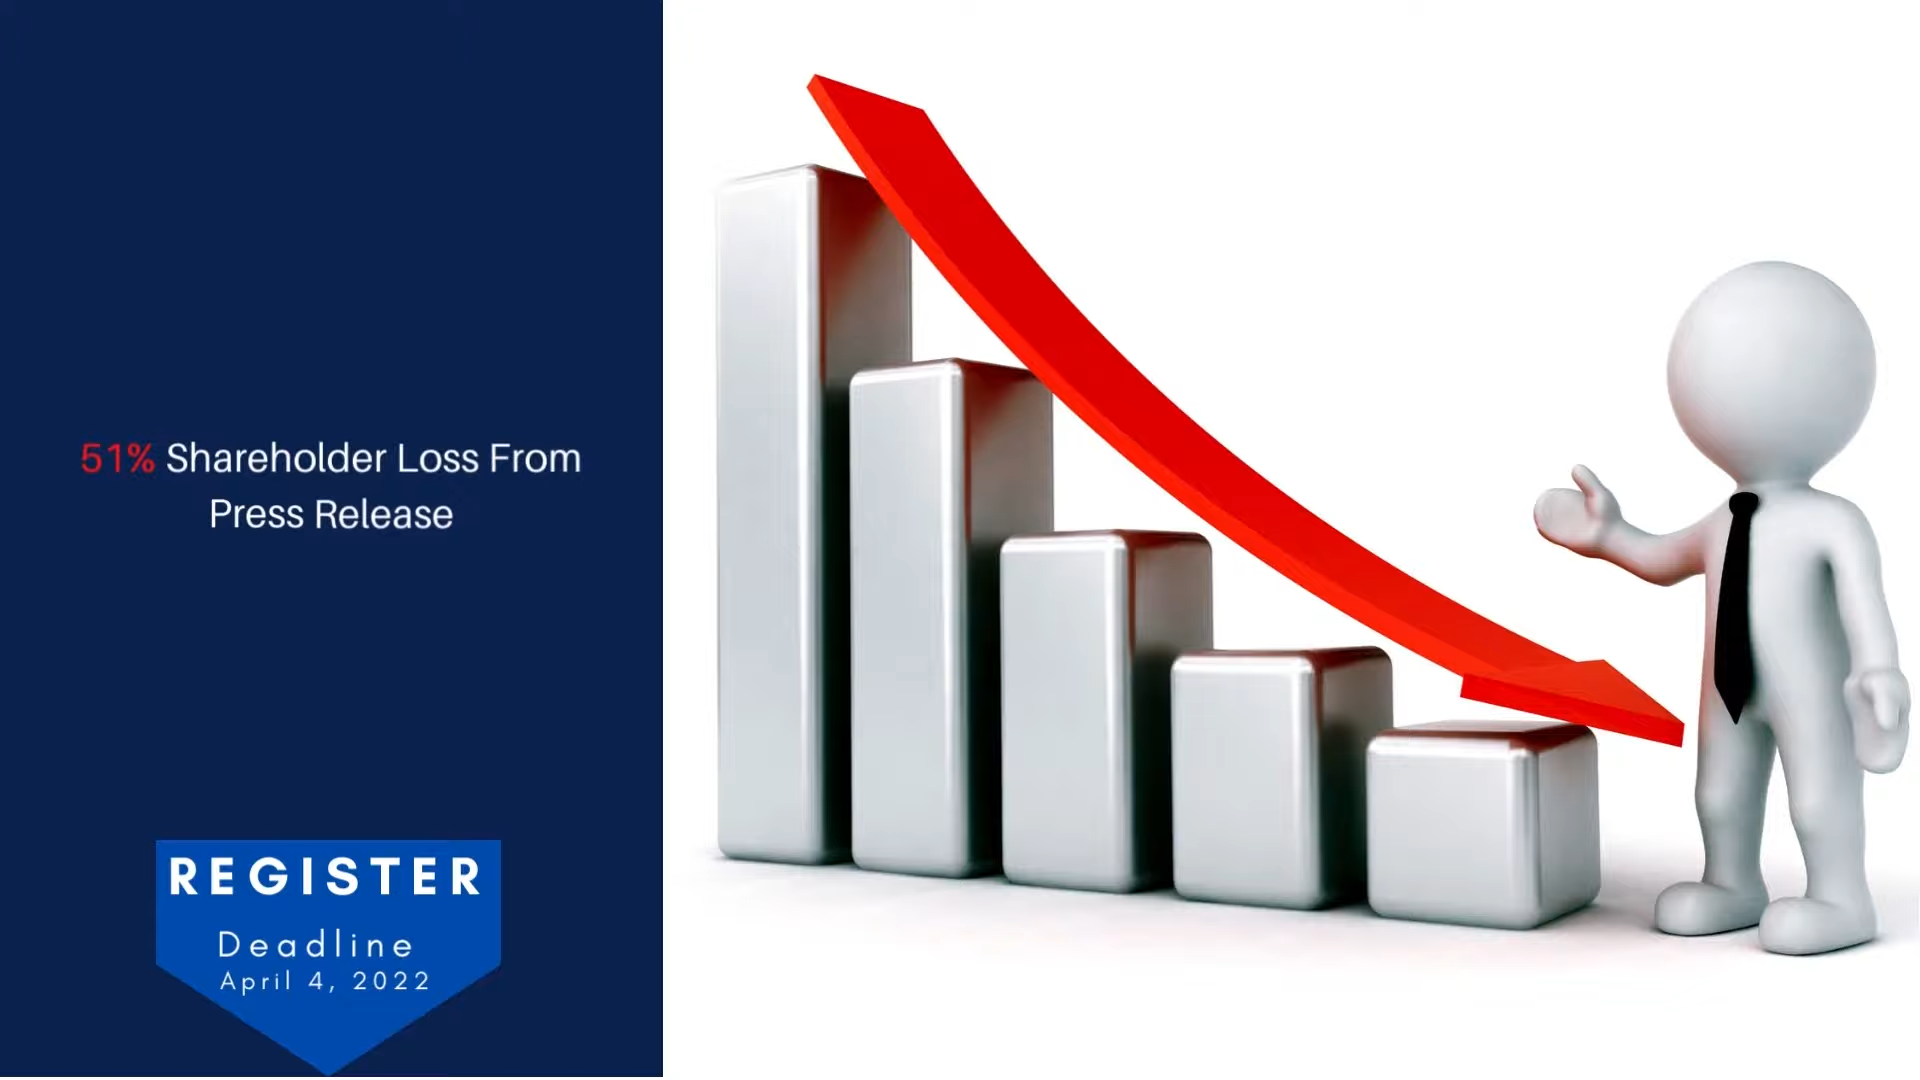 51% Shareholder Loss From
Press Release
REGISTER
Deadline
April 4, 2022